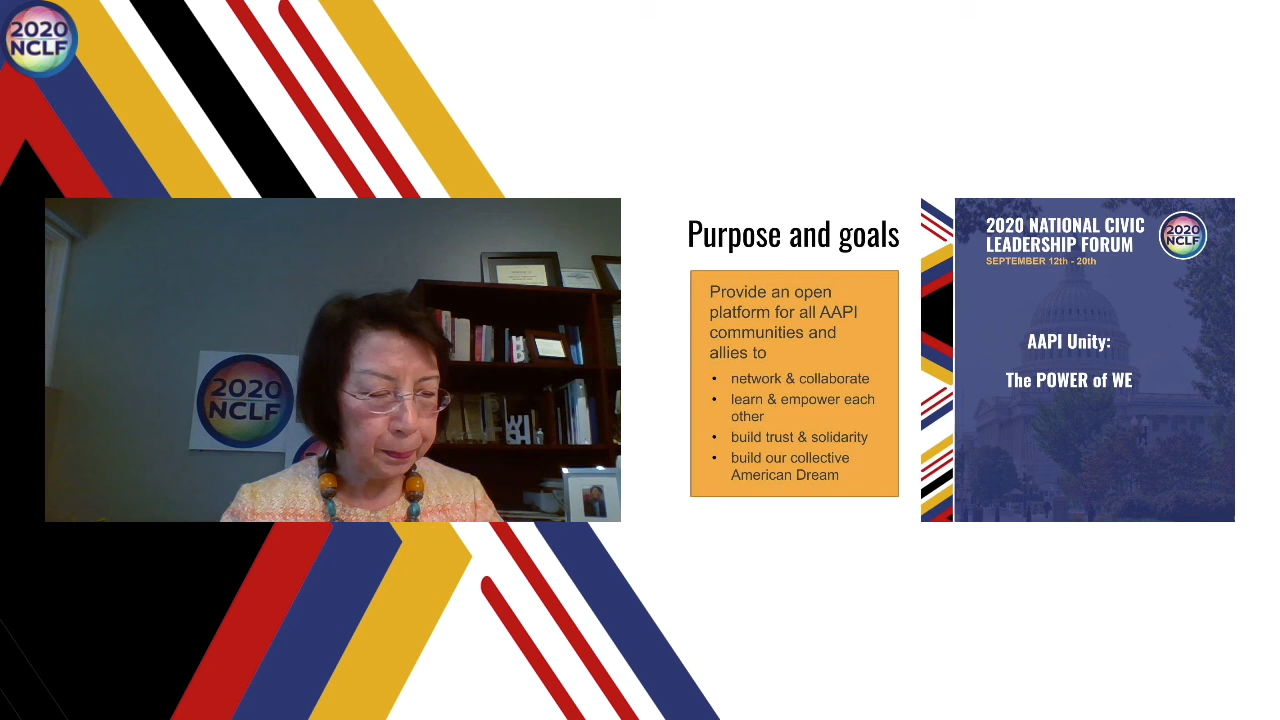 2020
NCLF
2020
NCLF
Purpose and goals
Provide an open
platform for all AAPI
communities and
allies to
• network & collaborate
• learn & empower each
other
• build trust & solidarity
• build our collective
American Dream
2020 NATIONAL CIVIC
LEADERSHIP FORUM
SEPTEMBER 12th - 20th
2020
NCLF
AAPI Unity:
The POWER of WE